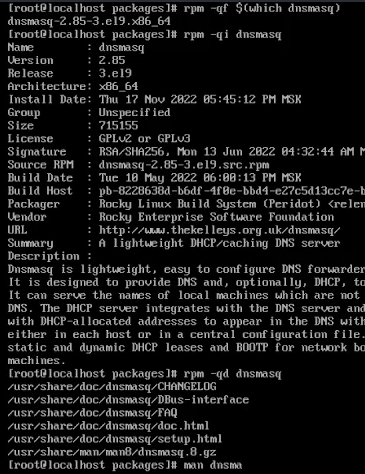 [root@localhost packages]# rpm -qf $(which dnsmasq)
dnsmasq-2.85-3.el9.x86_64
[root@localhost packages]# rpm -qi dnsmasq
Name        : dnsmasq
Version     : 2.85
Release     : 3.el9
Architecture: x86_64
Install Date: Thu 17 Nov 2022 05:45:12 PM MSK
Group       : Unspecified
Size        : 715155
License     : GPLv2 or GPLv3
Signature   : RSA/SHA256, Mon 13 Jun 2022 04:32:44 AM M
Source RPM  : dnsmasq-2.85-3.el9.src.rpm
Build Date  : Tue 10 May 2022 06:00:13 PM MSK
Build Host  : pb-8228638d-b6df-4f0e-bbd4-e27c5d13cc7e-b
Packager    : Rocky Linux Build System (Peridot) <relen
Vendor      : Rocky Enterprise Software Foundation
URL         : http://www.thekelleys.org.uk/dnsmasq/
Summary     : A lightweight DHCP/caching DNS server
Description :
Dnsmasq is lightweight, easy to configure DNS forwarder
It is designed to provide DNS and, optionally, DHCP, to
It can serve the names of local machines which are not
DNS. The DHCP server integrates with the DNS server and
with DHCP-allocated addresses to appear in the DNS with
either in each host or in a central configuration file.
static and dynamic DHCP leases and BOOTP for network bo
machines.
[root@localhost packages]# rpm -qd dnsmasq
/usr/share/doc/dnsmasq/CHANGELOG
/usr/share/doc/dnsmasq/DBus-interface
/usr/share/doc/dnsmasq/FAQ
/usr/share/doc/dnsmasq/doc.html
/usr/share/doc/dnsmasq/setup.html
/usr/share/man/man8/dnsmasq.8.gz
[root@localhost packages]# man dnsma